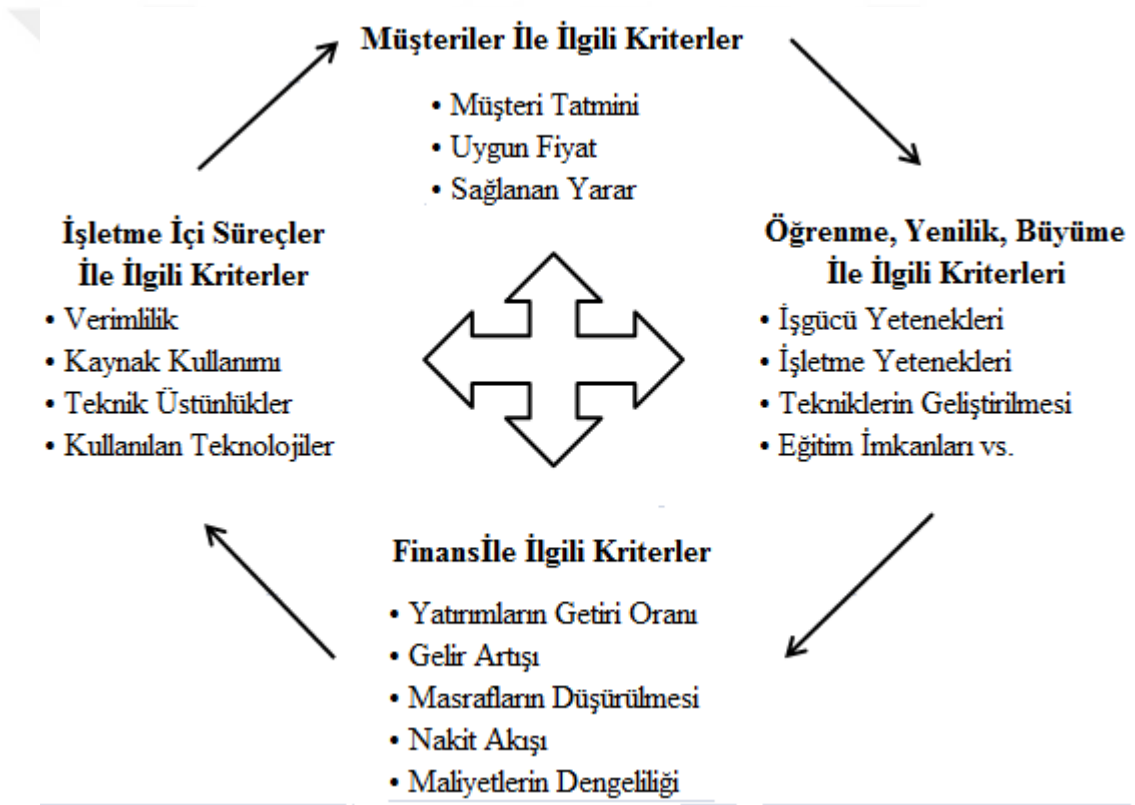 Müşteriler İle İlgili Kriterler
• Müşteri Tatmini
• Uygun Fiyat
• Sağlanan Yarar
İşletme İçi Süreçler
İle İlgili Kriterler
• Verimlilik
• Kaynak Kullanımı
• Teknik Üstünlükler
• Kullanılan Teknolojiler
Öğrenme, Yenilik, Büyüme
İle İlgili Kriterleri
• İşgücü Yetenekleri
• İşletme Yetenekleri
• Tekniklerin Geliştirilmesi
• Eğitim İmkanları vs.
Finansİle İlgili Kriterler
• Yatırımların Getiri Oranı
• Gelir Artışı
• Masrafların Düşürülmesi
• Nakit Akışı
• Maliyetlerin Dengeliliği